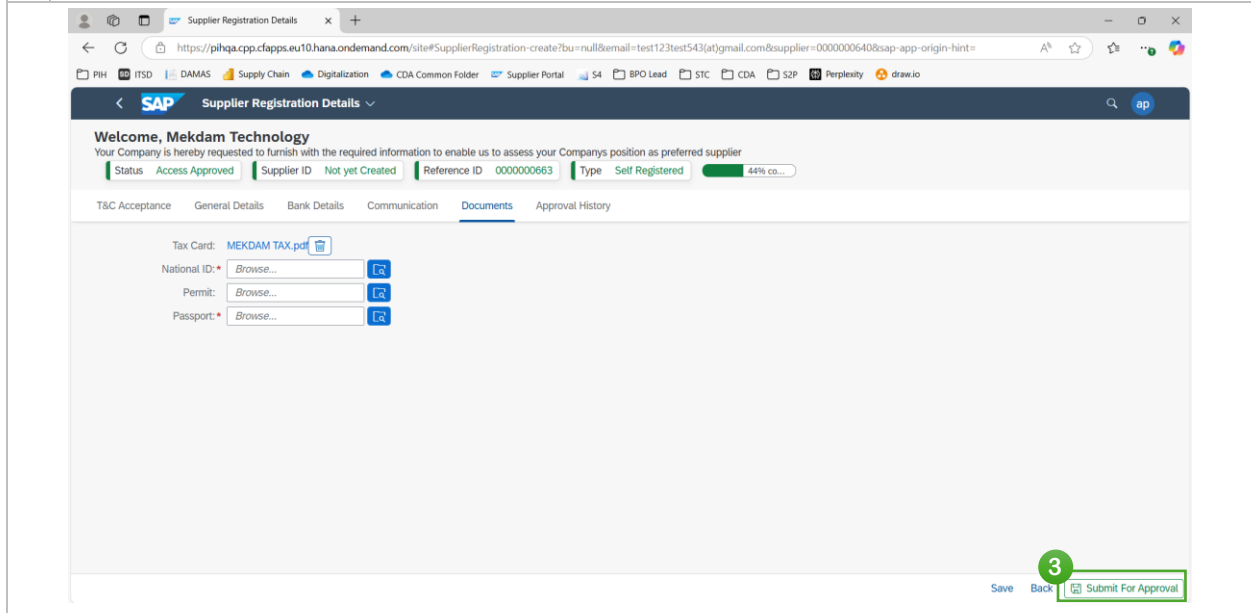 Supplier Registration Details
https://pihqa.cpp.cfapps.eu10.hana.ondemand.com/site#SupplierRegistration-create?bu=null&email=test123test543(at)gmail.com&supplier=0000000640&sap-app-origin-hint=
PIH ITSD DAMAS Supply Chain Digitalization CDA Common Folder Supplier Portal S4 BPO Lead STC CDA S2P Perplexity draw.io
SAP Supplier Registration Details ap
Welcome, Mekdam Technology
Your Company is hereby requested to furnish with the required information to enable us to assess your Companys position as preferred supplier
Status Access Approved Supplier ID Not yet Created Reference ID 0000000663 Type Self Registered 44% co...
T&C Acceptance General Details Bank Details Communication Documents Approval History
Tax Card: MEKDAM TAX.pdf
National ID:* Browse...
Permit: Browse...
Passport:* Browse...
3
Save Back Submit For Approval